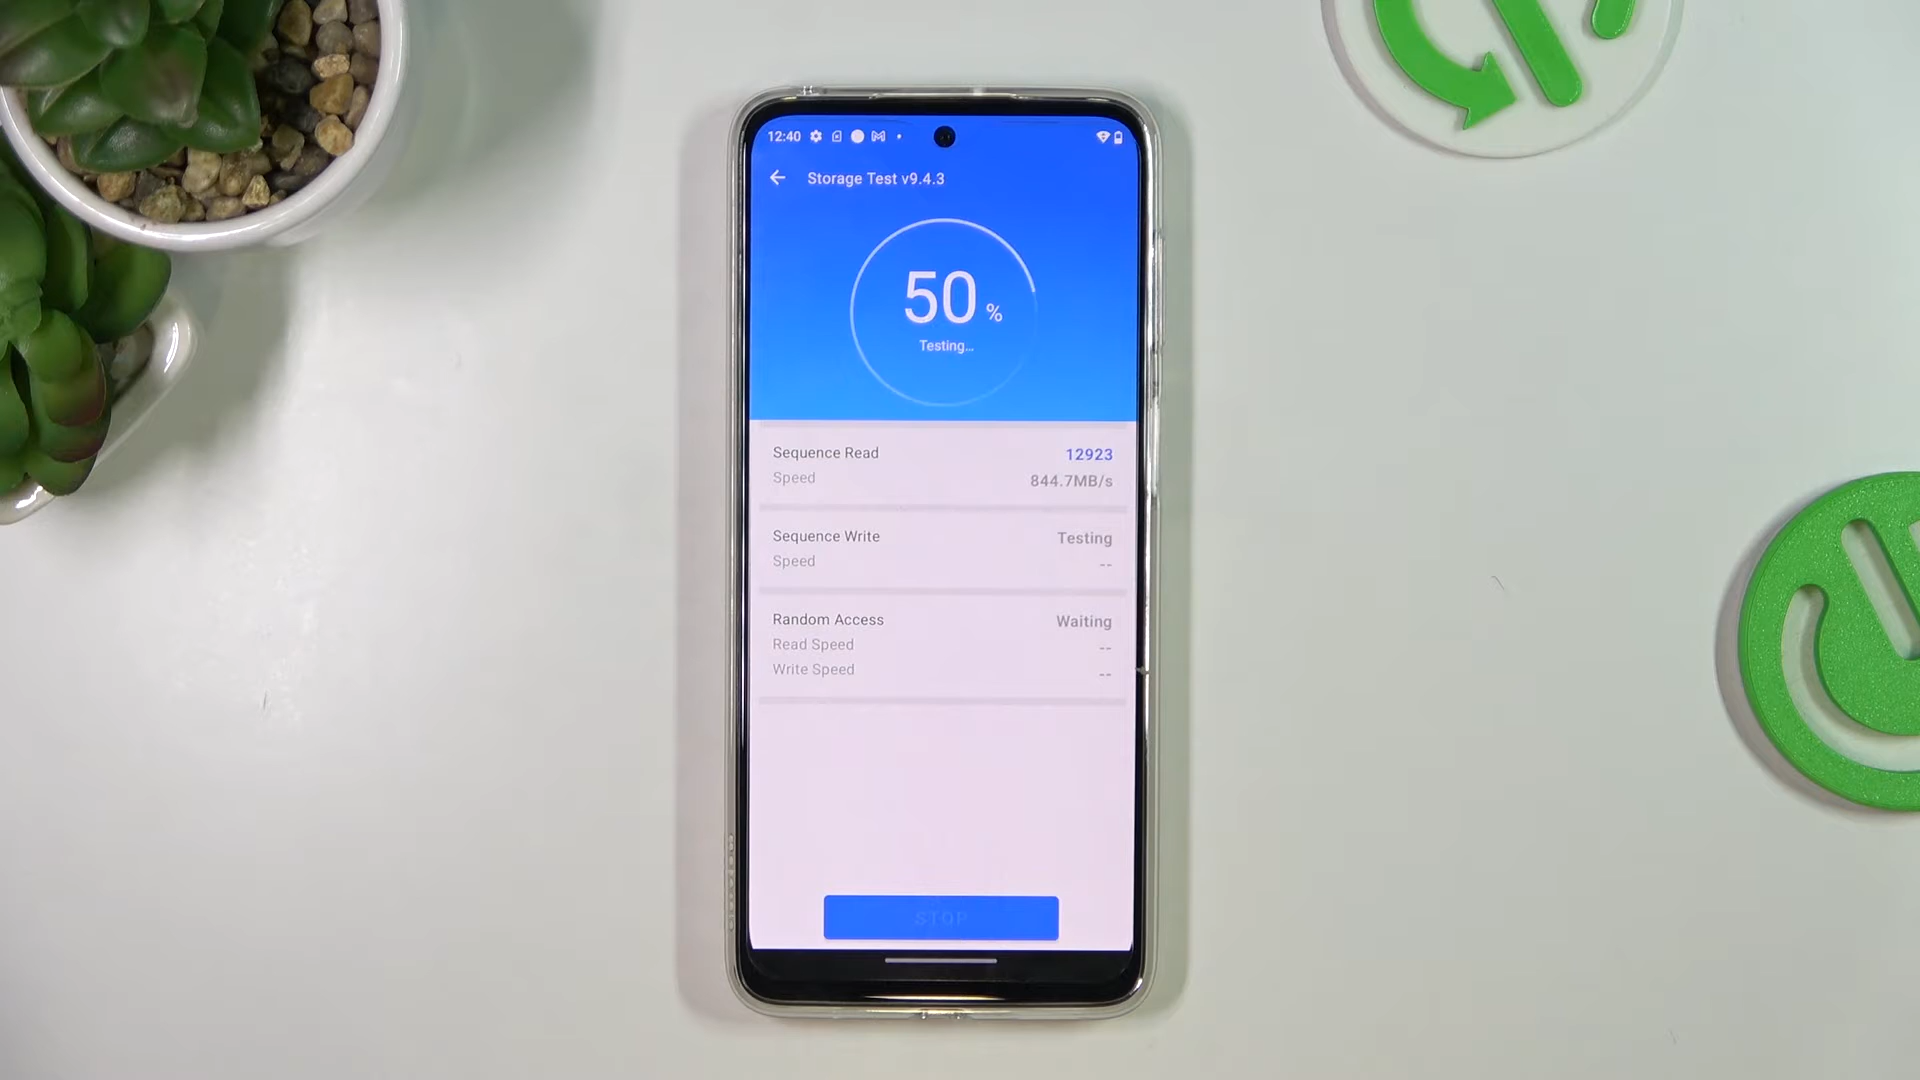 12:40
Storage Test v9.4.3
50 %
Testing...
Sequence Read 12923
Speed 844.7MB/s
Sequence Write Testing
Speed --
Random Access Waiting
Read Speed --
Write Speed --
STOP